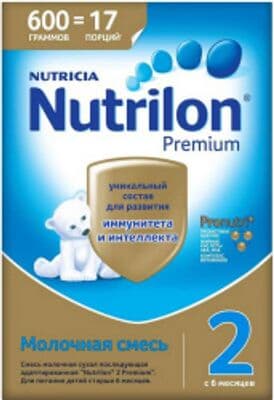 600=17
ГРАММОВ ПОРЦИЙ
NUTRICIA
Nutrilon®
Premium
уникальный
состав
для развития
иммунитета
и интеллекта
Pronutri+
Молочная смесь
Смесь молочная сухая последующая
адаптированная "Nutrilon" 2 Premium".
Для питания детей старше 6 месяцев.
2
с 6 месяцев